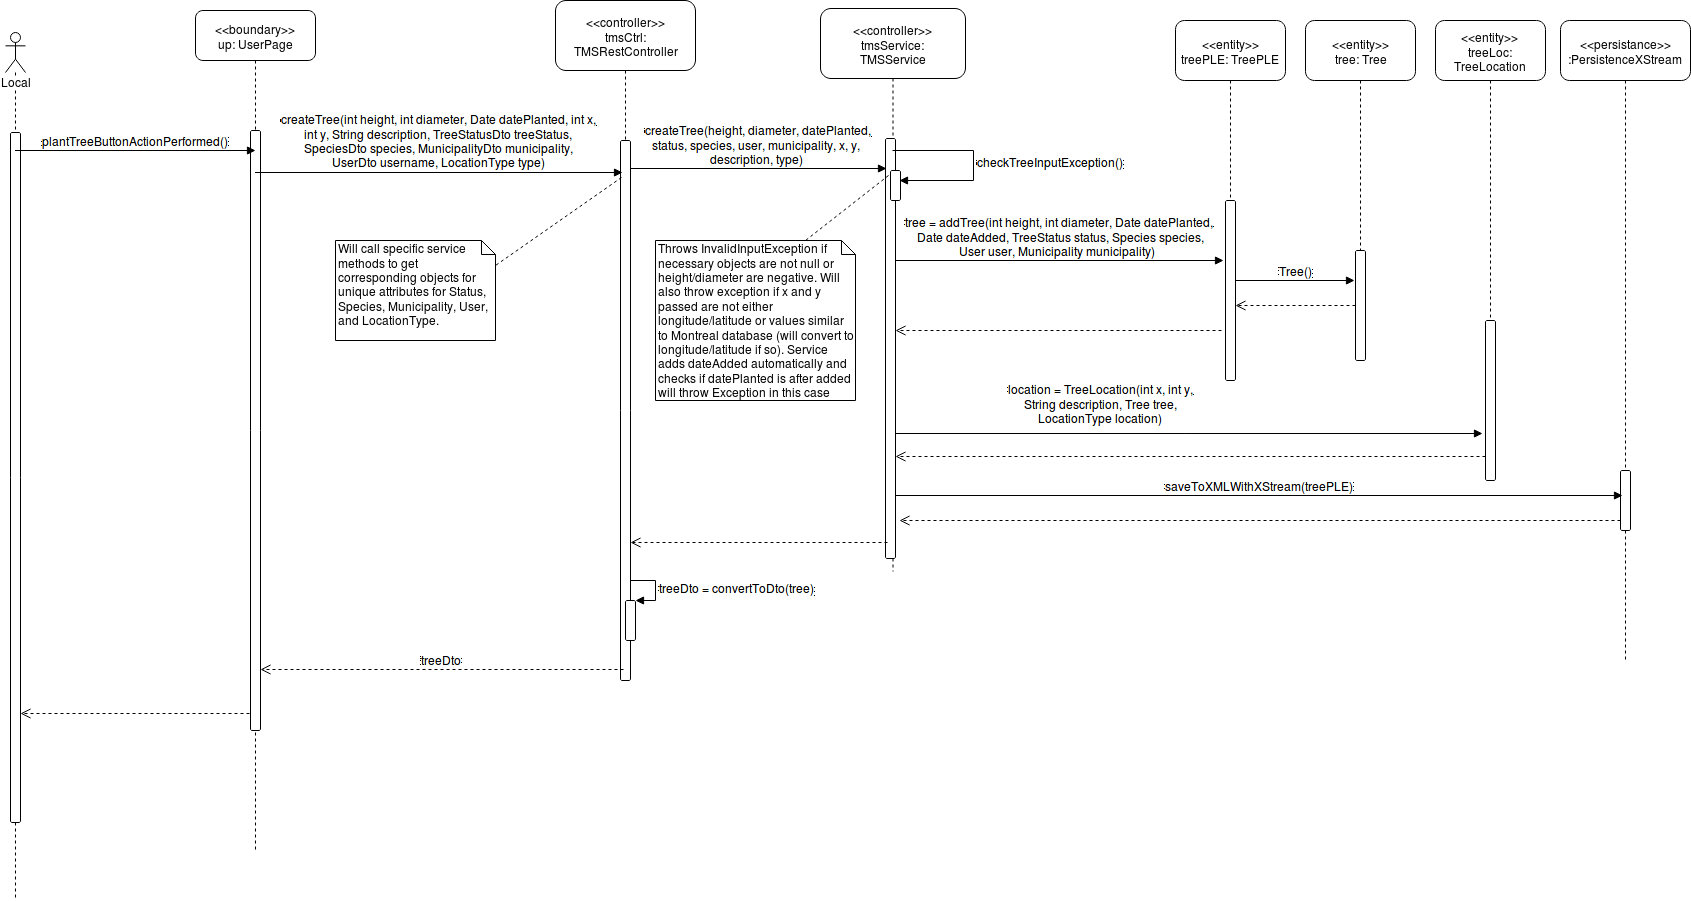 Local
<<boundary>>
up: UserPage
<<controller>>
tmsCtrl:
TMSRestController
<<controller>>
tmsService:
TMSService
<<entity>>
treePLE: TreePLE
<<entity>>
tree: Tree
<<entity>>
treeLoc:
TreeLocation
<<persistance>>
:PersistenceXStream
plantTreeButtonActionPerformed()
createTree(int height, int diameter, Date datePlanted, int x,
int y, String description, TreeStatusDto treeStatus,
SpeciesDto species, MunicipalityDto municipality,
UserDto username, LocationType type)
createTree(height, diameter, datePlanted,
status, species, user, municipality, x, y,
description, type)
checkTreeInputException()
Will call specific service
methods to get
corresponding objects for
unique attributes for Status,
Species, Municipality, User,
and LocationType.
Throws InvalidInputException if
necessary objects are not null or
height/diameter are negative. Will
also throw exception if x and y
passed are not either
longitude/latitude or values similar
to Montreal database (will convert to
longitude/latitude if so). Service
adds dateAdded automatically and
checks if datePlanted is after added
will throw Exception in this case
tree = addTree(int height, int diameter, Date datePlanted,
Date dateAdded, TreeStatus status, Species species,
User user, Municipality municipality)
Tree()
location = TreeLocation(int x, int y,
String description, Tree tree,
LocationType location)
saveToXMLWithXStream(treePLE)
treeDto = convertToDto(tree)
treeDto